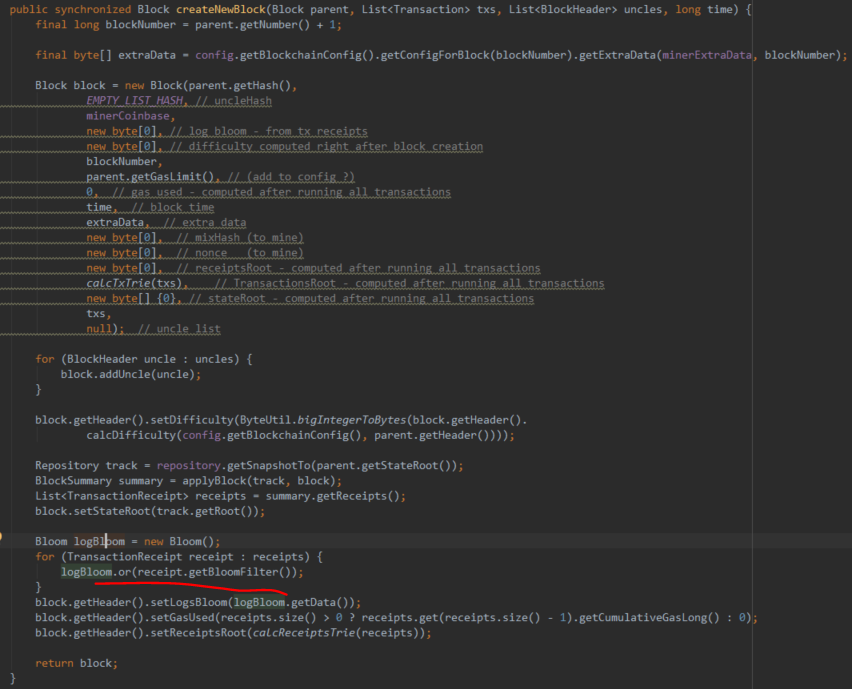 public synchronized Block createNewBlock(Block parent, List<Transaction> txs, List<BlockHeader> uncles, long time) {
    final long blockNumber = parent.getNumber() + 1;

    final byte[] extraData = config.getBlockchainConfig().getConfigForBlock(blockNumber).getExtraData(minerExtraData, blockNumber);

    Block block = new Block(parent.getHash(),
            EMPTY_LIST_HASH, // uncleHash
            minerCoinbase,
            new byte[0], // log bloom - from tx receipts
            new byte[0], // difficulty computed right after block creation
            blockNumber,
            parent.getGasLimit(), // (add to config ?)
            0,  // gas used - computed after running all transactions
            time,  // block time
            extraData,  // extra data
            new byte[0],  // mixHash (to mine)
            new byte[0],  // nonce   (to mine)
            new byte[0],  // receiptsRoot - computed after running all transactions
            calcTxTrie(txs),    // TransactionsRoot - computed after running all transactions
            new byte[] {0}, // stateRoot - computed after running all transactions
            txs,
            null);  // uncle list

    for (BlockHeader uncle : uncles) {
        block.addUncle(uncle);
    }

    block.getHeader().setDifficulty(ByteUtil.bigIntegerToBytes(block.getHeader().
            calcDifficulty(config.getBlockchainConfig(), parent.getHeader())));

    Repository track = repository.getSnapshotTo(parent.getStateRoot());
    BlockSummary summary = applyBlock(track, block);
    List<TransactionReceipt> receipts = summary.getReceipts();
    block.setStateRoot(track.getRoot());

    Bloom logBloom = new Bloom();
    for (TransactionReceipt receipt : receipts) {
        logBloom.or(receipt.getBloomFilter());
    }
    block.getHeader().setLogsBloom(logBloom.getData());
    block.getHeader().setGasUsed(receipts.size() > 0 ? receipts.get(receipts.size() - 1).getCumulativeGasLong() : 0);
    block.getHeader().setReceiptsRoot(calcReceiptsTrie(receipts));

    return block;
}